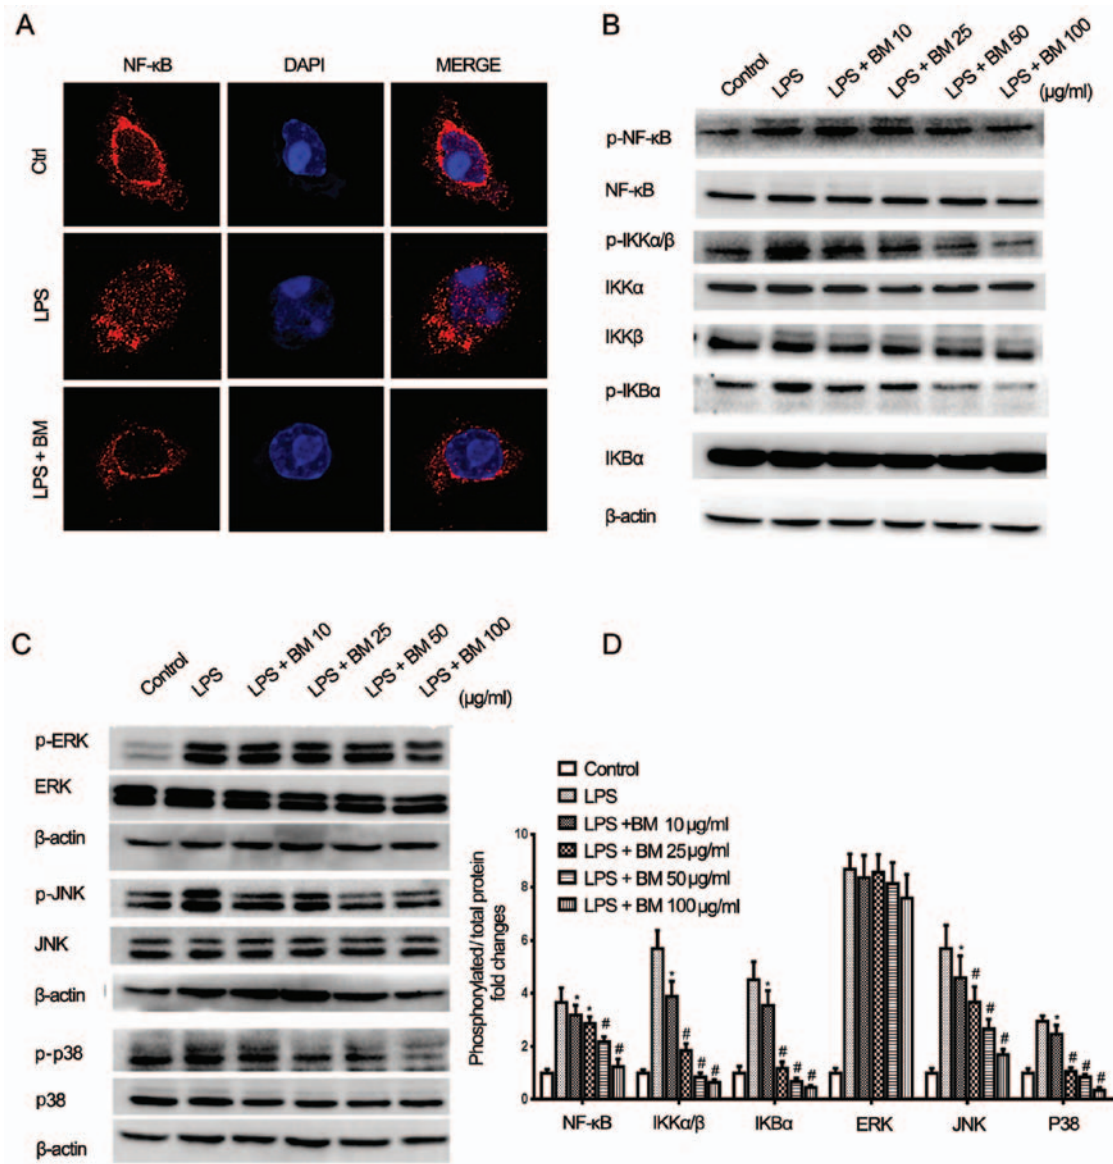 A
NF-κB DAPI MERGE
Ctrl
LPS
LPS + BM
B
Control LPS LPS + BM 10 LPS + BM 25 LPS + BM 50 LPS + BM 100 (µg/ml)
p-NF-κB
NF-κB
p-IKKα/β
IKKα
IKKβ
p-IKBα
IKBα
β-actin
C
Control LPS LPS + BM 10 LPS + BM 25 LPS + BM 50 LPS + BM 100 (µg/ml)
p-ERK
ERK
β-actin
p-JNK
JNK
β-actin
p-p38
p38
β-actin
D
Control
LPS
LPS +BM 10 µg/ml
LPS + BM 25µg/ml
LPS + BM 50 µg/ml
LPS + BM 100 µg/ml
Phosphorylated/ total protein
fold changes
10
8
6
4
2
0
* * # #
* # # #
* # # #
* # # #
* # # #
NF-κB IKKα/β IKBα ERK JNK P38